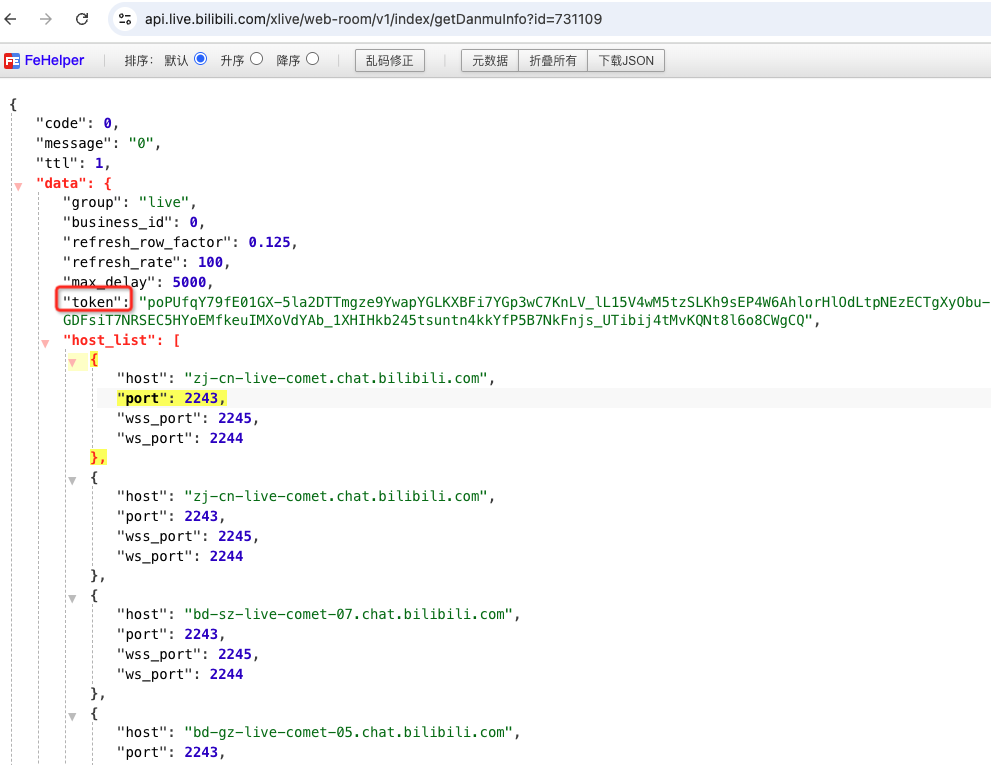 api.live.bilibili.com/xlive/web-room/v1/index/getDanmuInfo?id=731109
FE FeHelper 排序: 默认 升序 降序 乱码修正 元数据 折叠所有 下载JSON
{
"code": 0,
"message": "0",
"ttl": 1,
"data": {
"group": "live",
"business_id": 0,
"refresh_row_factor": 0.125,
"refresh_rate": 100,
"max_delay": 5000,
"token": "poPUfqY79fE01GX-5la2DTTmgze9YwapYGLKXBFi7YGp3wC7KnLV_lL15V4wM5tzSLKh9sEP4W6AhlorHlOdLtpNEzECTgXyObu-
GDFsiT7NRSEC5HYoEMfkeuIMXoVdYAb_1XHIHkb245tsuntn4kkYfP5B7NkFnjs_UTibij4tMvKQNt8l6o8CWgCQ",
"host_list": [
{
"host": "zj-cn-live-comet.chat.bilibili.com",
"port": 2243,
"wss_port": 2245,
"ws_port": 2244
},
{
"host": "zj-cn-live-comet.chat.bilibili.com",
"port": 2243,
"wss_port": 2245,
"ws_port": 2244
},
{
"host": "bd-sz-live-comet-07.chat.bilibili.com",
"port": 2243,
"wss_port": 2245,
"ws_port": 2244
},
{
"host": "bd-gz-live-comet-05.chat.bilibili.com",
"port": 2243,